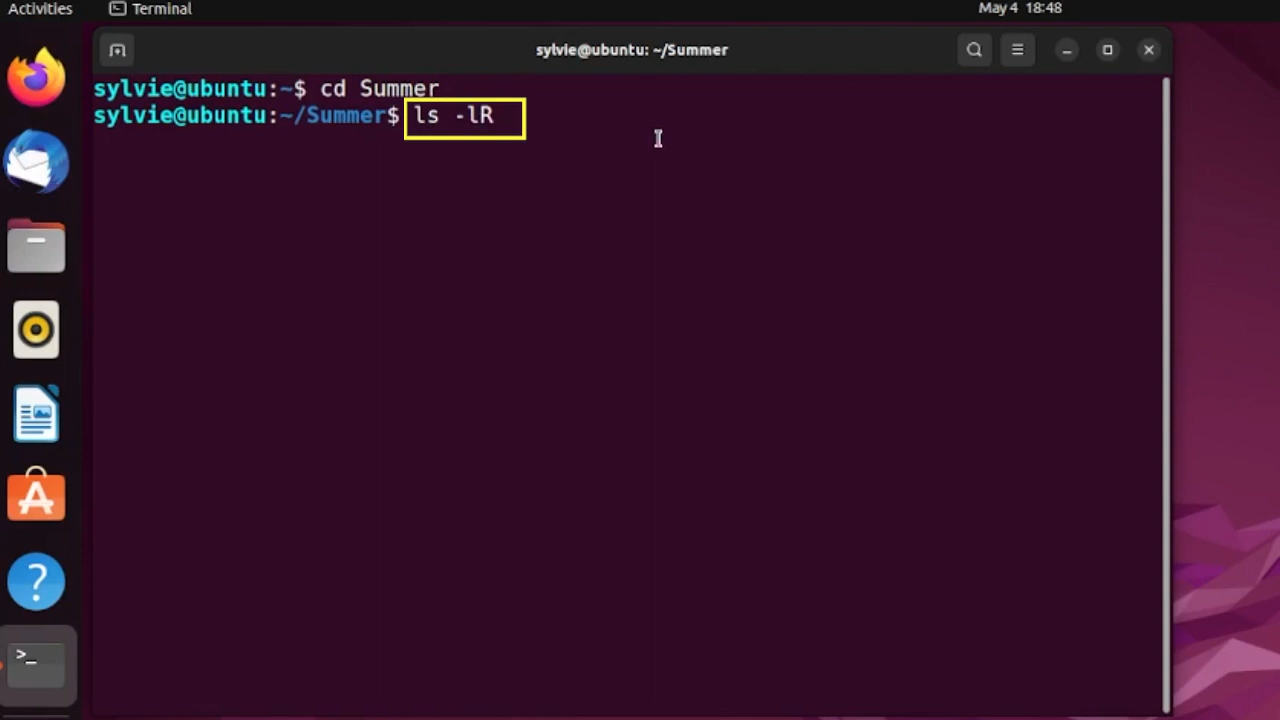 Activities
Terminal
May 4 18:48
sylvie@ubuntu: ~/Summer
sylvie@ubuntu:~$ cd Summer
sylvie@ubuntu:~/Summer$ ls -lR
>_